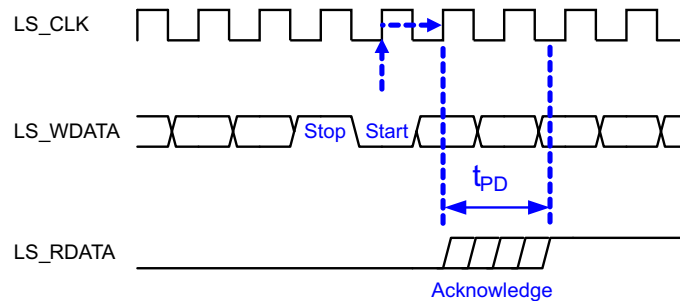 LS_CLK
LS_WDATA
Stop
Start
tPD
LS_RDATA
Acknowledge